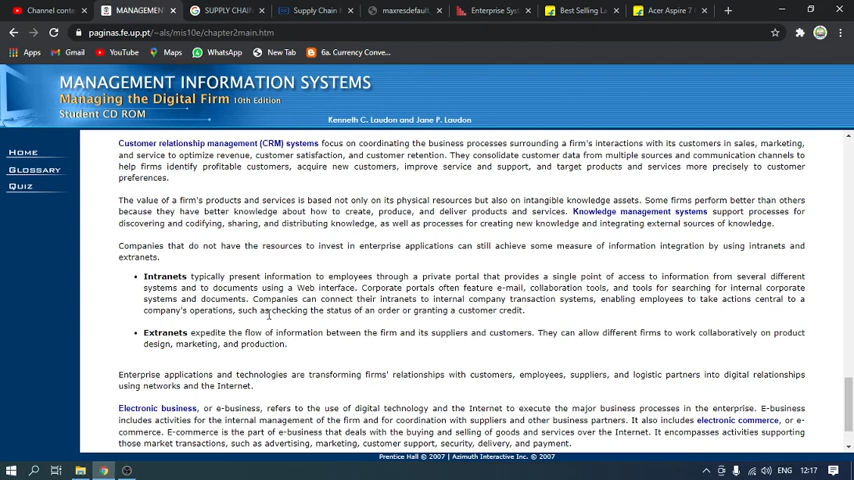 Channel conte
MANAGEMENT
SUPPLY CHAIN
Supply Chain M
maxresdefault.
Enterprise Syst
Best Selling La
Acer Aspire 7
paginas.fe.up.pt/~als/mis10e/chapter2main.htm
Apps Gmail YouTube Maps WhatsApp New Tab 6a. Currency Conve...
MANAGEMENT INFORMATION SYSTEMS
Managing the Digital Firm 10th Edition
Student CD ROM
Kenneth C. Laudon and Jane P. Laudon
HOME
GLOSSARY
QUIZ
Customer relationship management (CRM) systems focus on coordinating the business processes surrounding a firm's interactions with its customers in sales, marketing,
and service to optimize revenue, customer satisfaction, and customer retention. They consolidate customer data from multiple sources and communication channels to
help firms identify profitable customers, acquire new customers, improve service and support, and target products and services more precisely to customer
preferences.
The value of a firm's products and services is based not only on its physical resources but also on intangible knowledge assets. Some firms perform better than others
because they have better knowledge about how to create, produce, and deliver products and services. Knowledge management systems support processes for
discovering and codifying, sharing, and distributing knowledge, as well as processes for creating new knowledge and integrating external sources of knowledge.
Companies that do not have the resources to invest in enterprise applications can still achieve some measure of information integration by using intranets and
extranets.
• Intranets typically present information to employees through a private portal that provides a single point of access to information from several different
systems and to documents using a Web interface. Corporate portals often feature e-mail, collaboration tools, and tools for searching for internal corporate
systems and documents. Companies can connect their intranets to internal company transaction systems, enabling employees to take actions central to a
company's operations, such as checking the status of an order or granting a customer credit.
• Extranets expedite the flow of information between the firm and its suppliers and customers. They can allow different firms to work collaboratively on product
design, marketing, and production.
Enterprise applications and technologies are transforming firms' relationships with customers, employees, suppliers, and logistic partners into digital relationships
using networks and the Internet.
Electronic business, or e-business, refers to the use of digital technology and the Internet to execute the major business processes in the enterprise. E-business
includes activities for the internal management of the firm and for coordination with suppliers and other business partners. It also includes electronic commerce, or e-
commerce. E-commerce is the part of e-business that deals with the buying and selling of goods and services over the Internet. It encompasses activities supporting
those market transactions, such as advertising, marketing, customer support, security, delivery, and payment.
Prentice Hall © 2007 | Azimuth Interactive Inc. © 2007
ENG 12:17